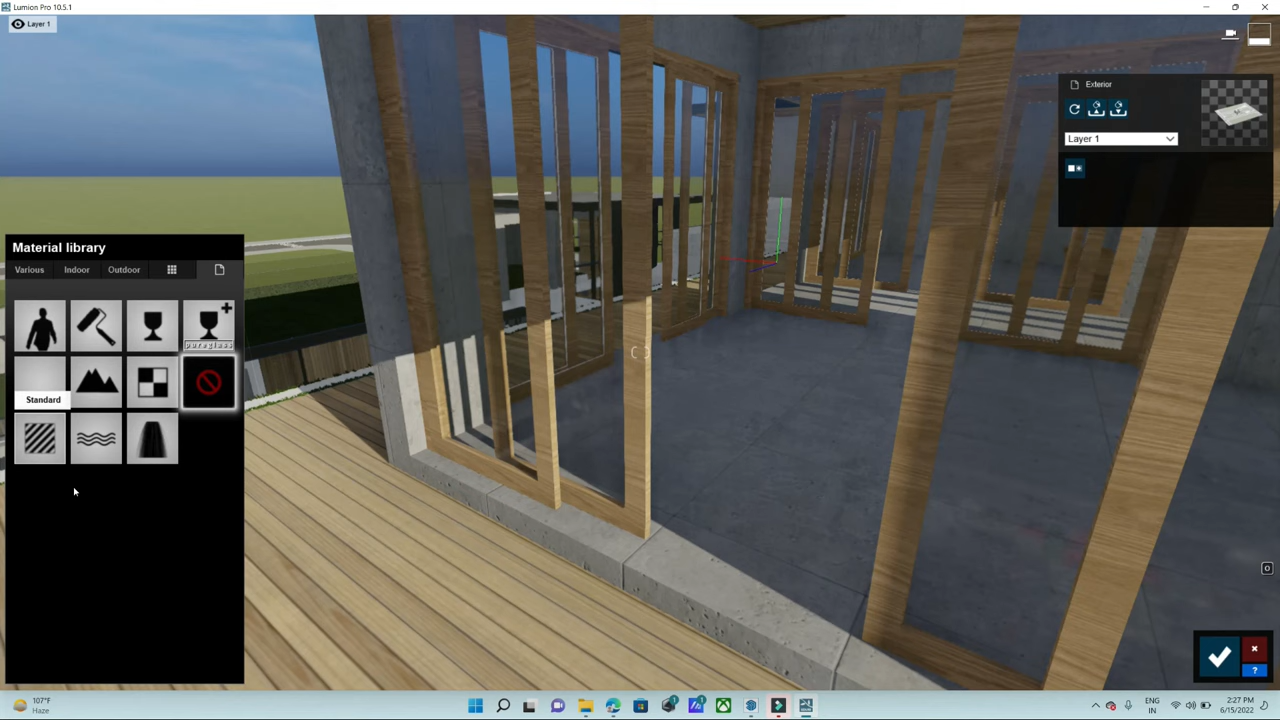 Lumion Pro 10.5.1
Layer 1
Exterior
Layer 1
Material library
Various
Indoor
Outdoor
pureglass
Standard
?
107°F
Haze
ENG
IN
2:27 PM
6/15/2022